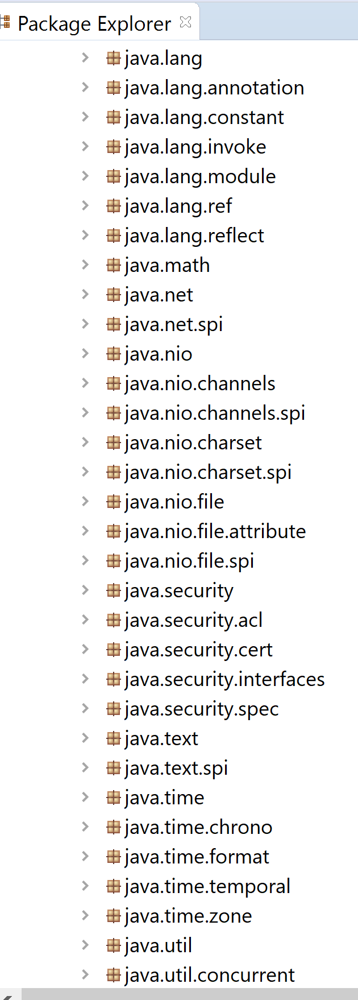 Package Explorer
java.lang
java.lang.annotation
java.lang.constant
java.lang.invoke
java.lang.module
java.lang.ref
java.lang.reflect
java.math
java.net
java.net.spi
java.nio
java.nio.channels
java.nio.channels.spi
java.nio.charset
java.nio.charset.spi
java.nio.file
java.nio.file.attribute
java.nio.file.spi
java.security
java.security.acl
java.security.cert
java.security.interfaces
java.security.spec
java.text
java.text.spi
java.time
java.time.chrono
java.time.format
java.time.temporal
java.time.zone
java.util
java.util.concurrent